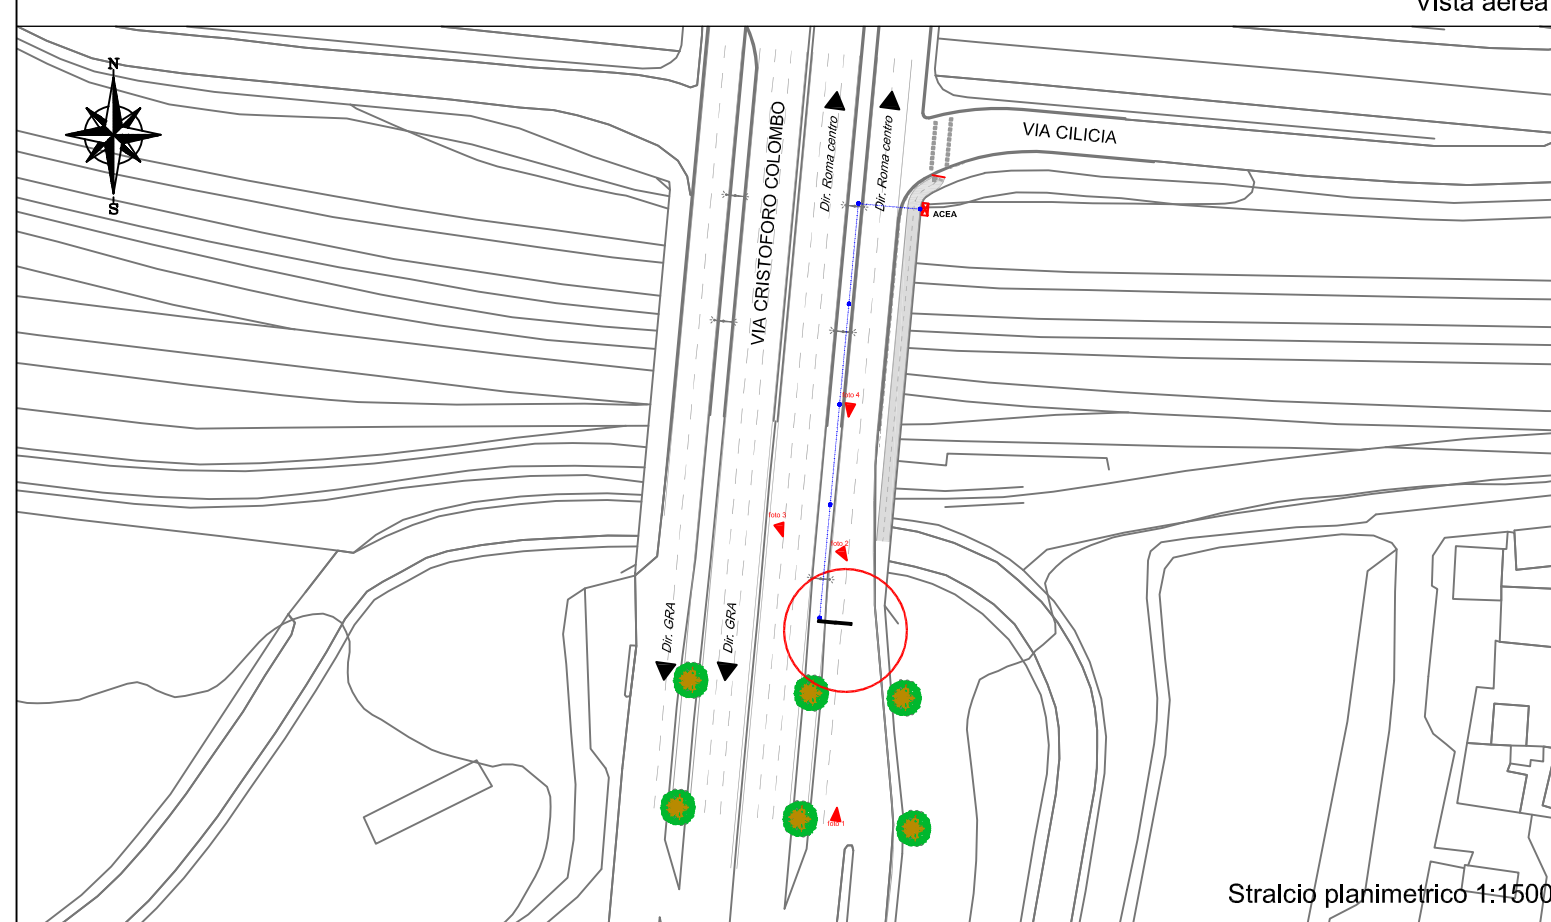 Vista aerea
N
S
VIA CRISTOFORO COLOMBO
Dir. Roma centro
Dir. Roma centro
VIA CILICIA
ACEA
foto 4
foto 3
foto 2
Dir. GRA
Dir. GRA
foto 1
Stralcio planimetrico 1:1500